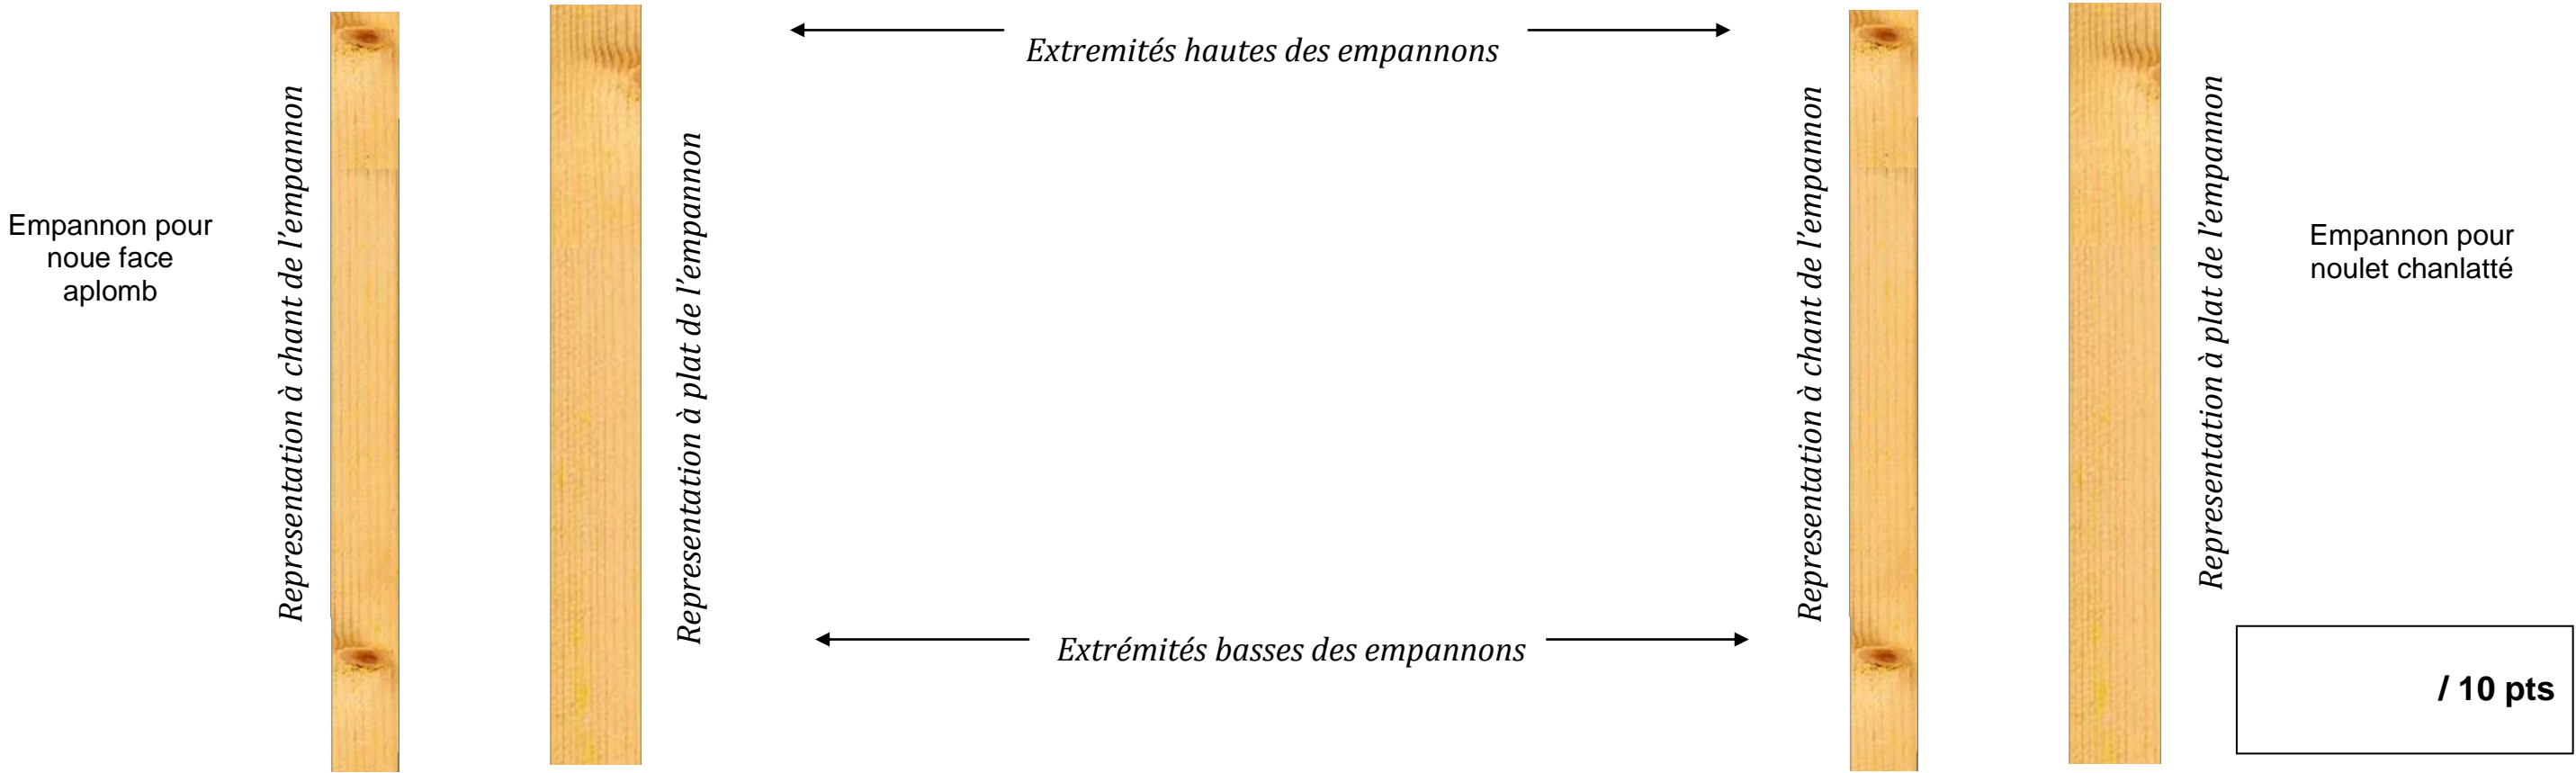 Empannon pour
noue face
aplomb
Representation à chant de l'empannon
Representation à plat de l'empannon
Extremités hautes des empannons
Extrémités basses des empannons
Representation à chant de l'empannon
Representation à plat de l'empannon
Empannon pour
noulet chanlatté
/ 10 pts